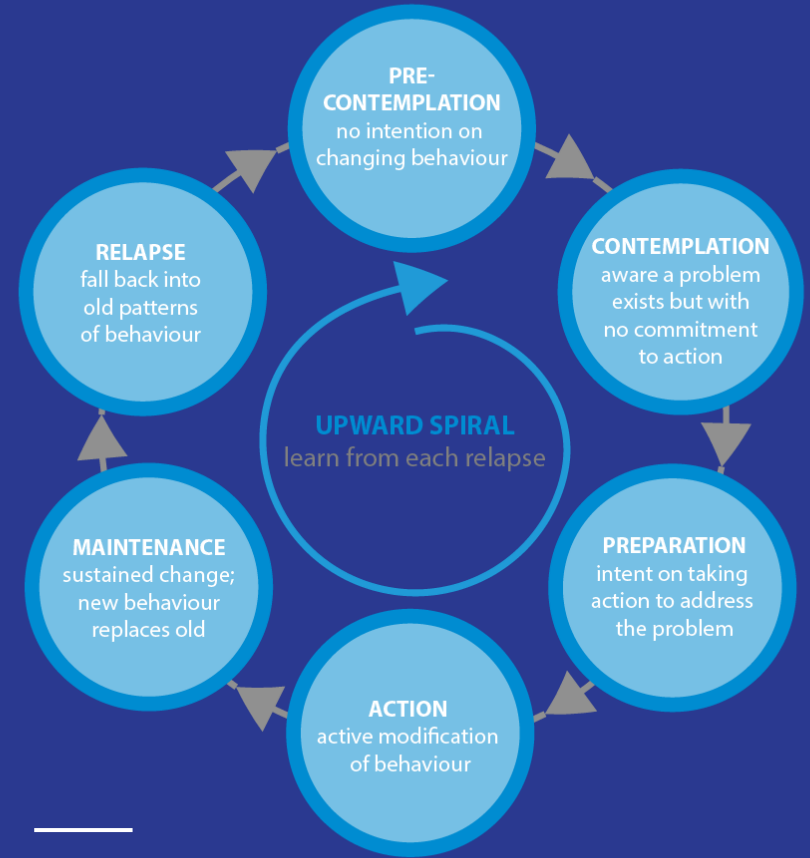 PRE-
CONTEMPLATION
no intention on
changing behaviour
CONTEMPLATION
aware a problem
exists but with
no commitment
to action
PREPARATION
intent on taking
action to address
the problem
ACTION
active modification
of behaviour
MAINTENANCE
sustained change;
new behaviour
replaces old
RELAPSE
fall back into
old patterns
of behaviour
UPWARD SPIRAL
learn from each relapse